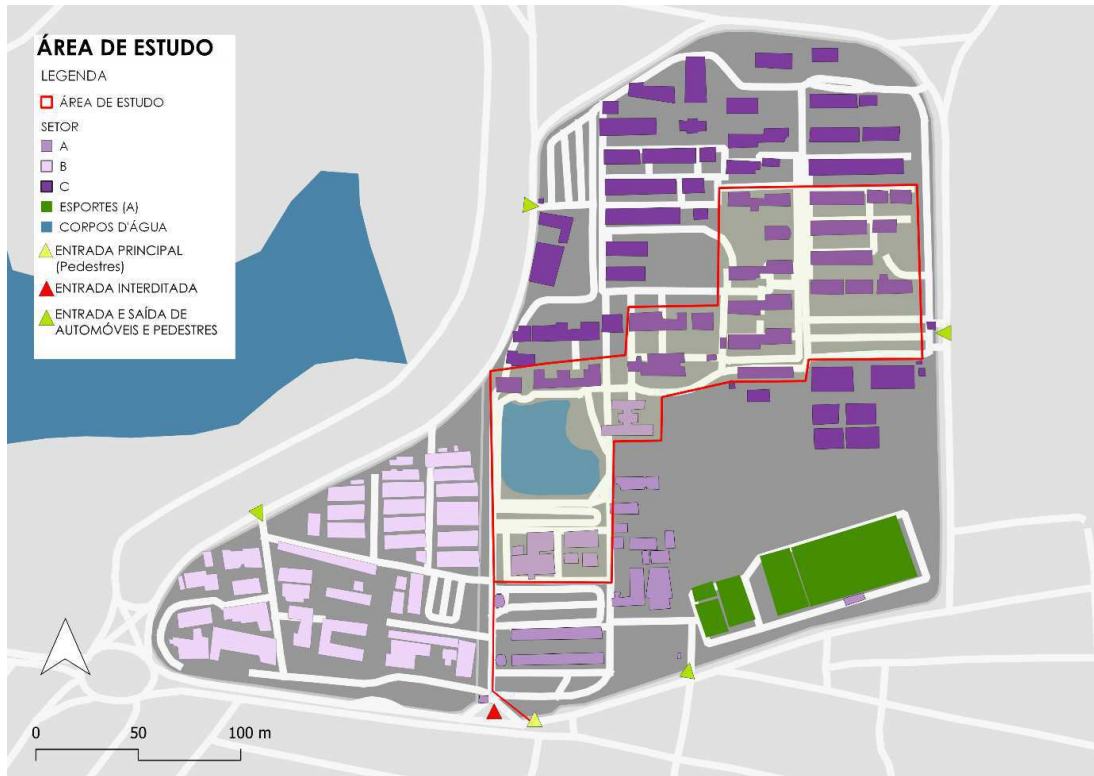 ÁREA DE ESTUDO
LEGENDA
ÁREA DE ESTUDO
SETOR
A
B
C
ESPORTES (A)
CORPOS D'ÁGUA
ENTRADA PRINCIPAL
(Pedestres)
ENTRADA INTERDITADA
ENTRADA E SAÍDA DE
AUTOMÓVEIS E PEDESTRES
0 50 100 m